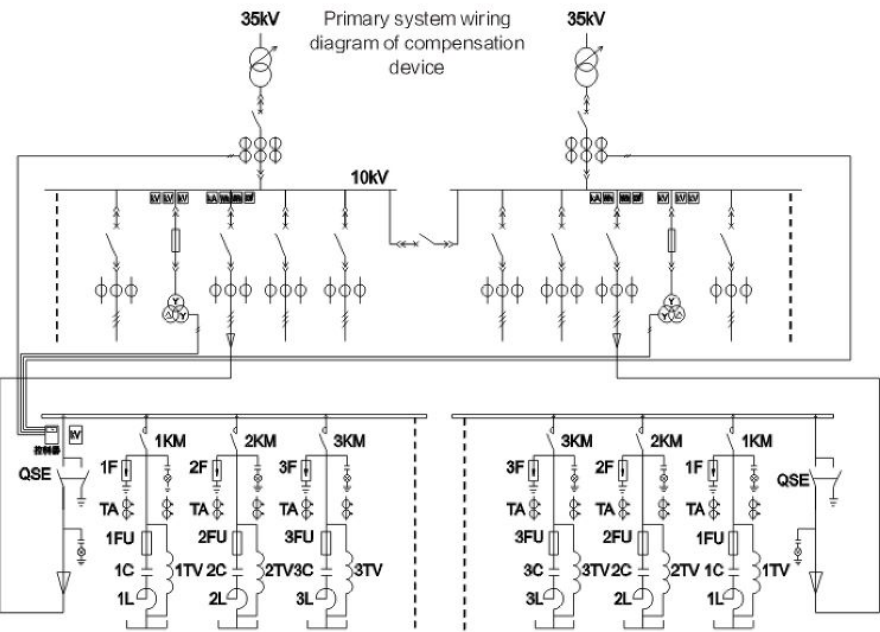 35kV Primary system wiring 35kV
diagram of compensation
device
10kV
kV kV kV
kV kV kV
kV
控制器
1KM 2KM 3KM 3KM 2KM 1KM
1F 2F 3F 3F 2F 1F
QSE QSE
TA TA TA TA TA TA
1FU 2FU 3FU 3FU 2FU 1FU
1C 1TV 2C 2TV 3C 3TV 3C 3TV 2C 2TV 1C 1TV
1L 2L 3L 3L 2L 1L